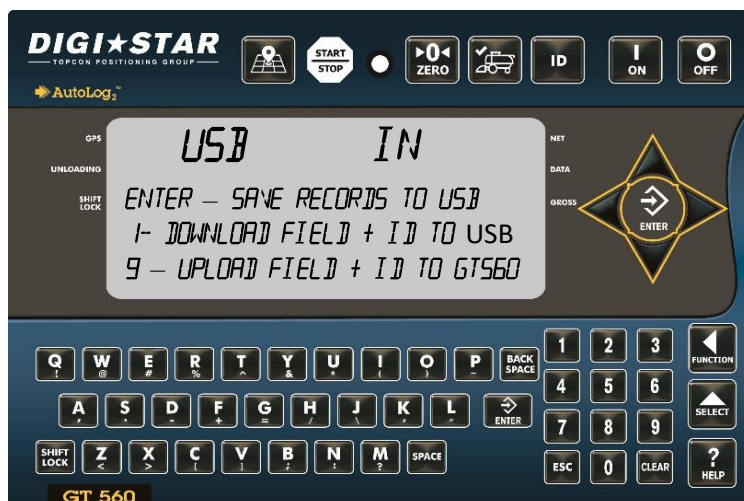 DIGI★STAR
TOPCON POSITIONING GROUP
AutoLog2™
START
STOP
0
ZERO
ID
I
ON
O
OFF
GPS
UNLOADING
SHIFT
LOCK
USB IN
ENTER – SAVE RECORDS TO USB
1- DOWNLOAD FIELD + ID TO USB
9 – UPLOAD FIELD + ID TO GT560
NET
DATA
GROSS
ENTER
Q W E R T Y U I O P BACK SPACE
! @ # % ^ & * ( ) _
A S D F G H J K L ENTER
SHIFT LOCK Z X C V B N M SPACE
< > [ ] ; : ?
1 2 3 FUNCTION
4 5 6 SELECT
7 8 9
ESC 0 CLEAR ? HELP
GT 560